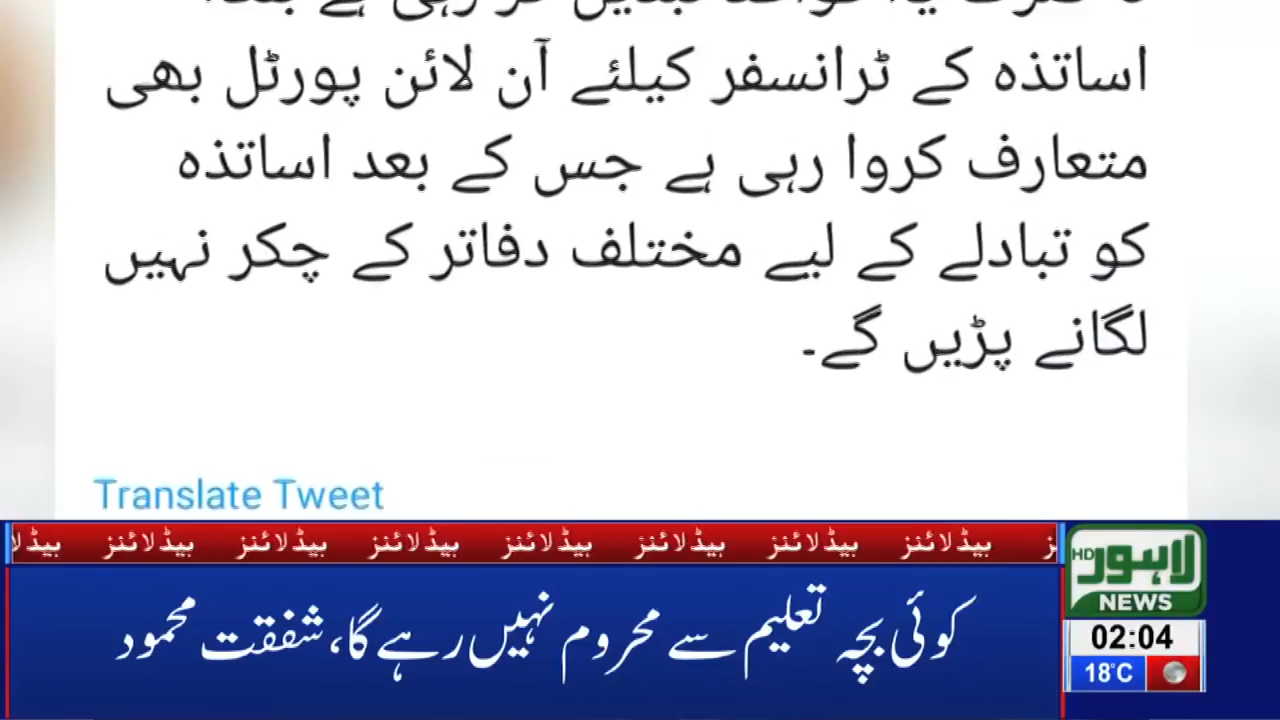 اساتذہ کے ٹرانسفر کیلئے آن لائن پورٹل بھی
متعارف کروا رہی ہے جس کے بعد اساتذہ
کو تبادلے کے لیے مختلف دفاتر کے چکر نہیں
لگانے پڑیں گے۔
Translate Tweet
ہیڈلائنز ہیڈلائنز ہیڈلائنز ہیڈلائنز ہیڈلائنز ہیڈلائنز ہیڈلائنز
لاہور HD
NEWS
کوئی بچہ تعلیم سے محروم نہیں رہے گا، شفقت محمود
02:04
18°C